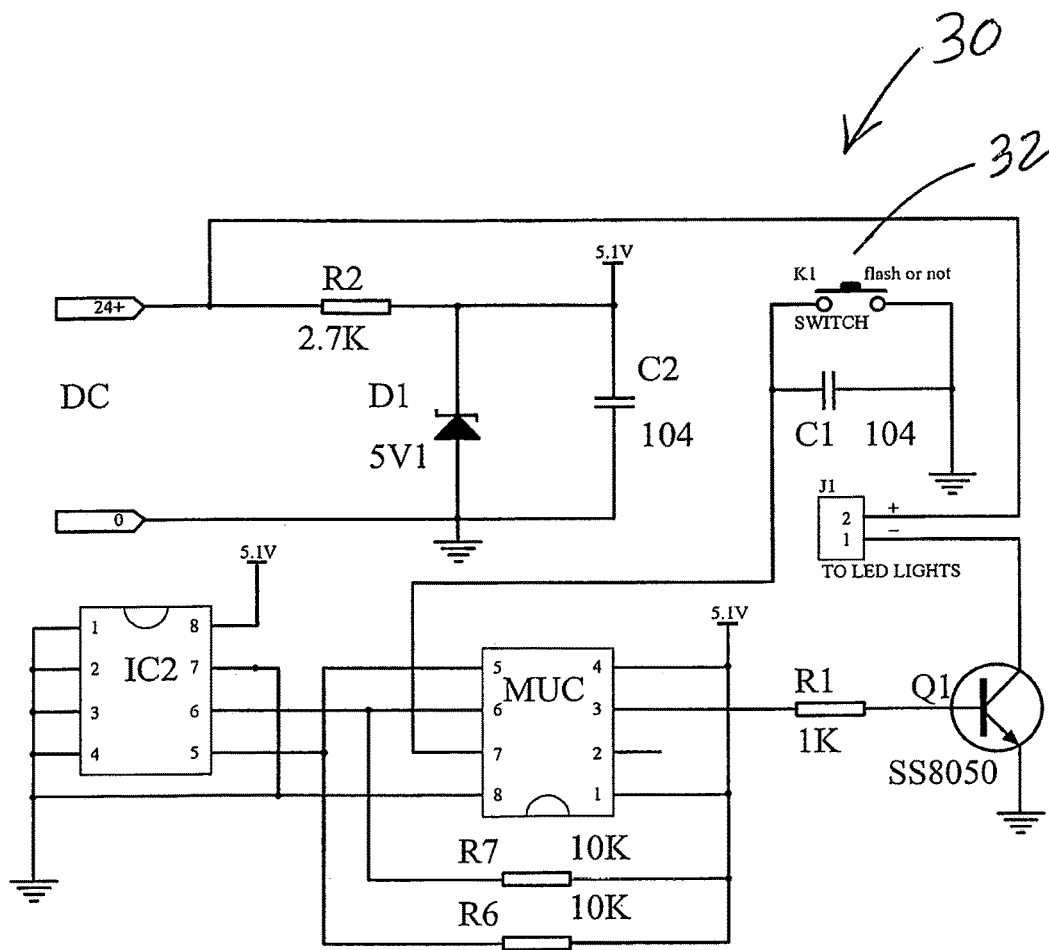 30
32
5.1V
K1
flash or not
SWITCH
24+
R2
2.7K
DC
D1
5V1
C2
104
C1
104
0
J1
2
+
1
−
TO LED LIGHTS
5.1V
5.1V
1
8
2
IC2
7
3
6
4
5
5
MUC
4
6
3
7
2
8
1
R1
1K
Q1
SS8050
R7
10K
10K
R6